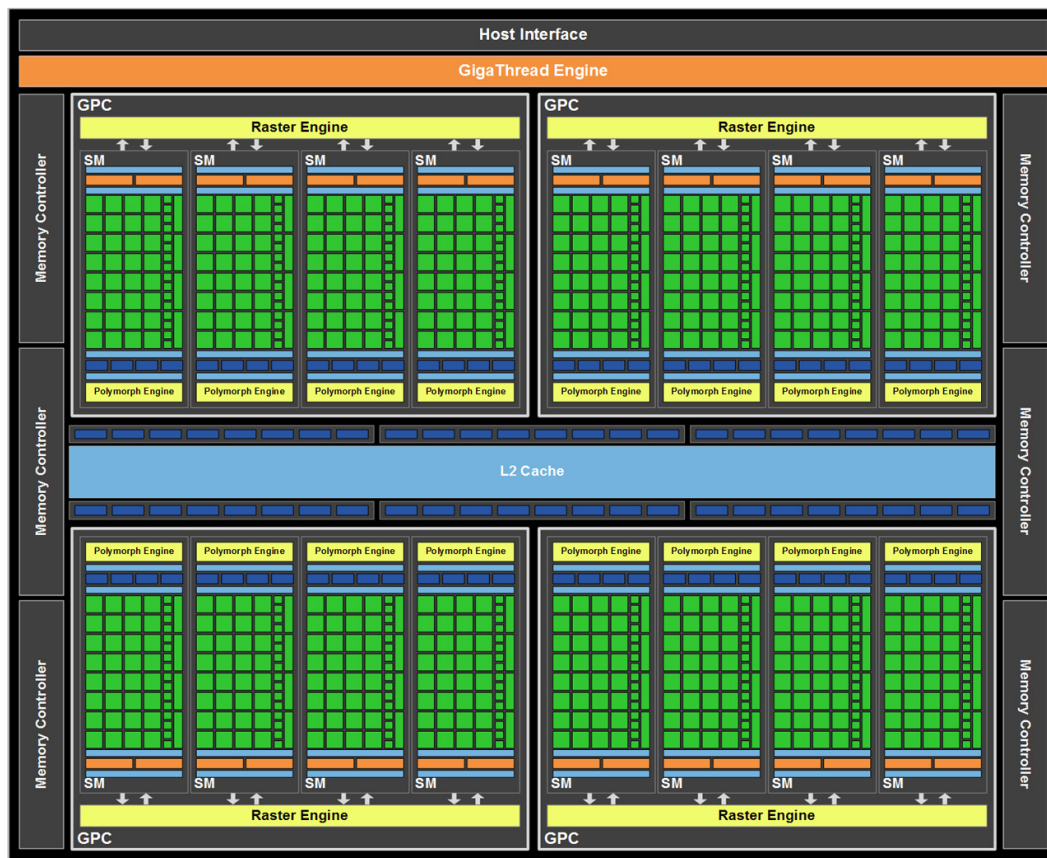 Host Interface
GigaThread Engine
Memory Controller
Memory Controller
Memory Controller
GPC
Raster Engine
SM SM SM SM
Polymorph Engine Polymorph Engine Polymorph Engine Polymorph Engine
GPC
Raster Engine
SM SM SM SM
Polymorph Engine Polymorph Engine Polymorph Engine Polymorph Engine
L2 Cache
Polymorph Engine Polymorph Engine Polymorph Engine Polymorph Engine
SM SM SM SM
Raster Engine
GPC
Polymorph Engine Polymorph Engine Polymorph Engine Polymorph Engine
SM SM SM SM
Raster Engine
GPC
Memory Controller
Memory Controller
Memory Controller